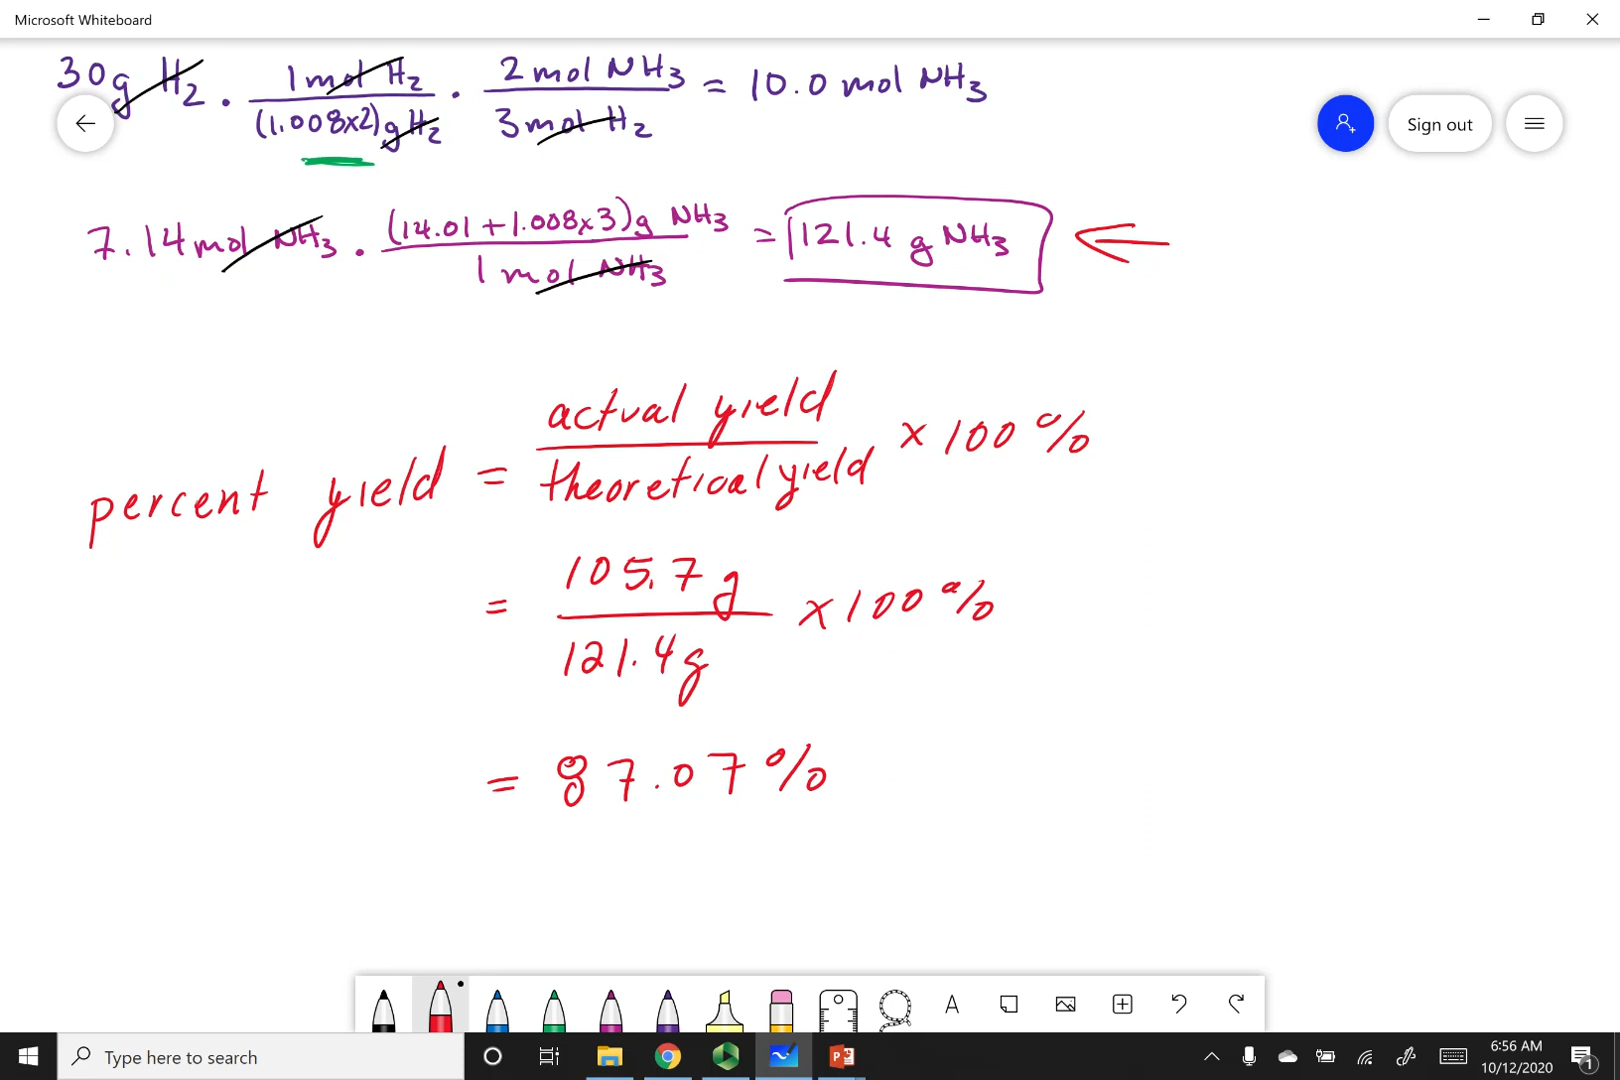 Microsoft Whiteboard
30g H₂ · 1 mol H₂ / (1.008x2) g H₂ · 2 mol NH₃ / 3 mol H₂ = 10.0 mol NH₃
Sign out
7.14 mol NH₃ · (14.01 + 1.008x3) g NH₃ / 1 mol NH₃ = 121.4 g NH₃
percent yield = actual yield / theoretical yield x 100 %
= 105.7 g / 121.4 g x 100 %
= 87.07 %
A
Type here to search
6:56 AM
10/12/2020
1